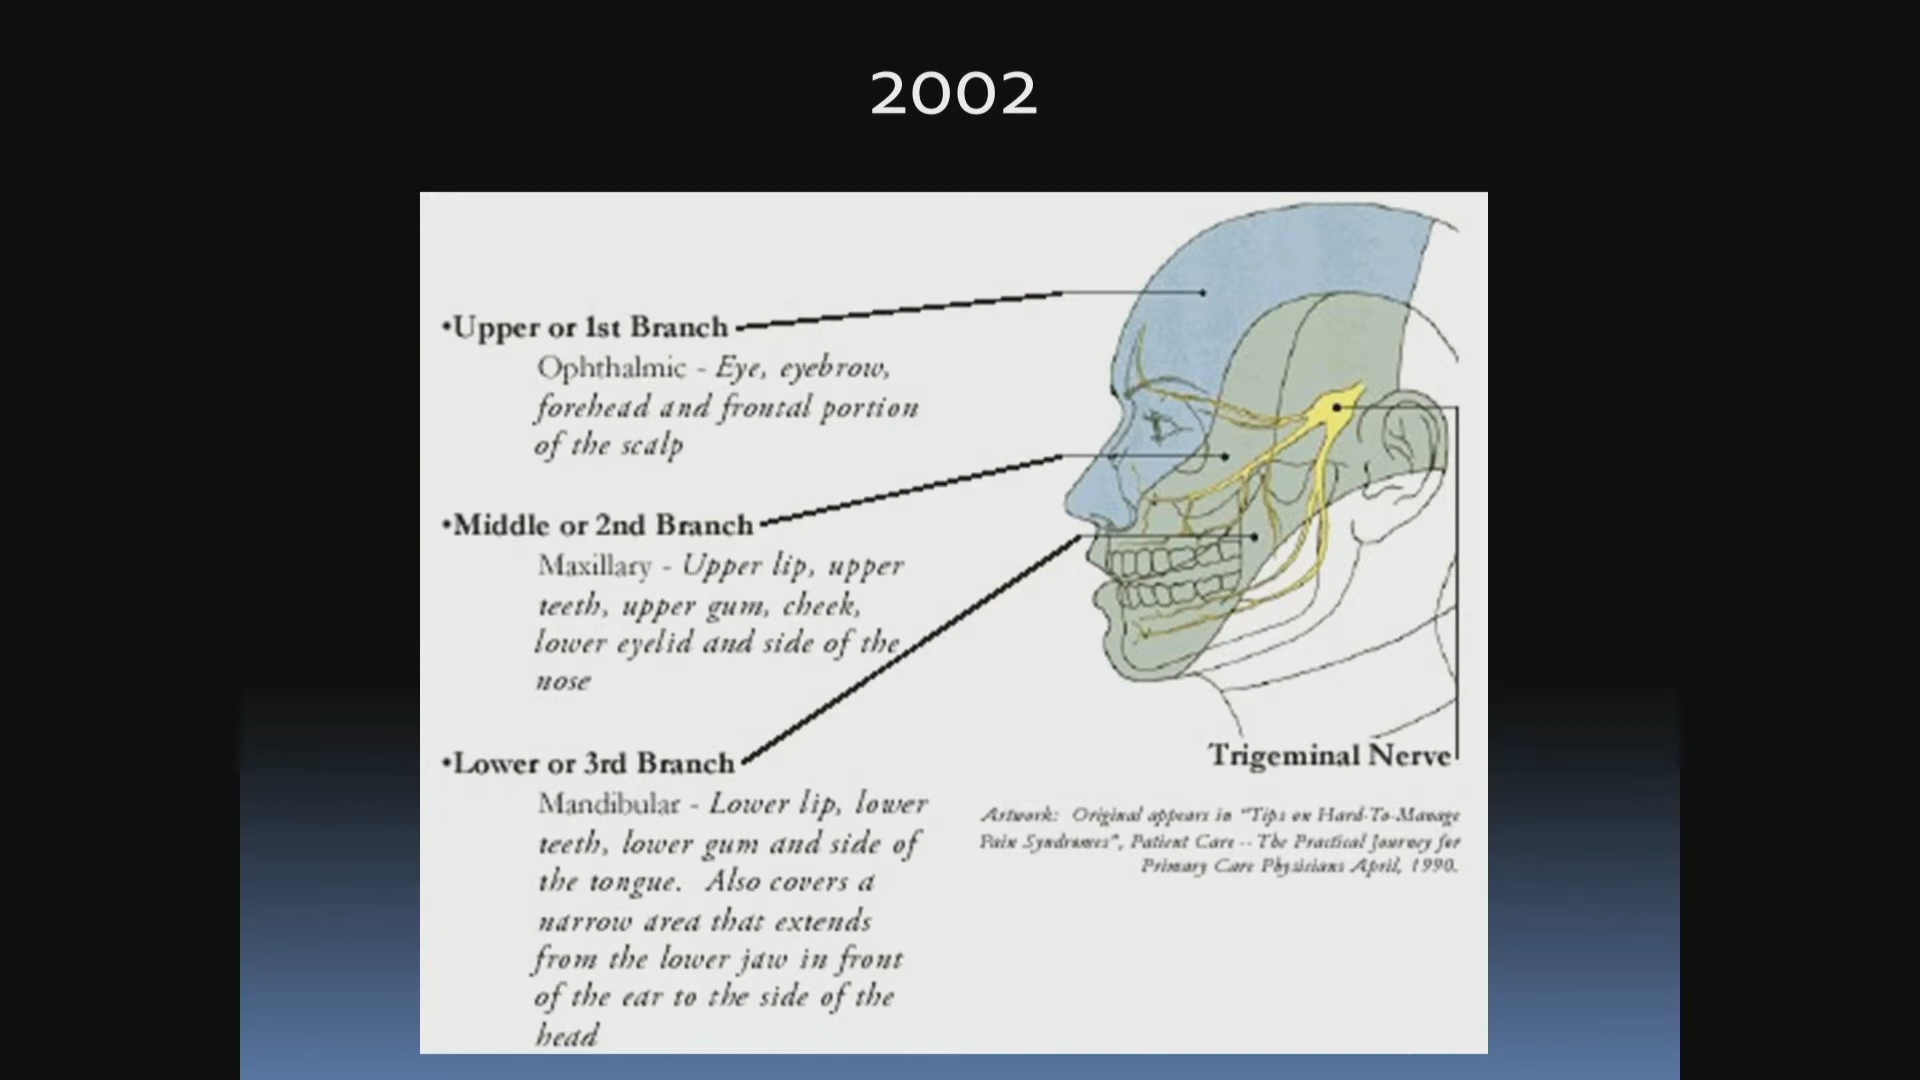 2002
•Upper or 1st Branch
Ophthalmic - Eye, eyebrow,
forehead and frontal portion
of the scalp
•Middle or 2nd Branch
Maxillary - Upper lip, upper
teeth, upper gum, cheek,
lower eyelid and side of the
nose
•Lower or 3rd Branch
Mandibular - Lower lip, lower
teeth, lower gum and side of
the tongue. Also covers a
narrow area that extends
from the lower jaw in front
of the ear to the side of the
head
Trigeminal Nerve
Artwork: Original appears in "Tips on Hard-To-Manage
Pain Syndromes", Patient Care -- The Practical Journey for
Primary Care Physicians April, 1990.